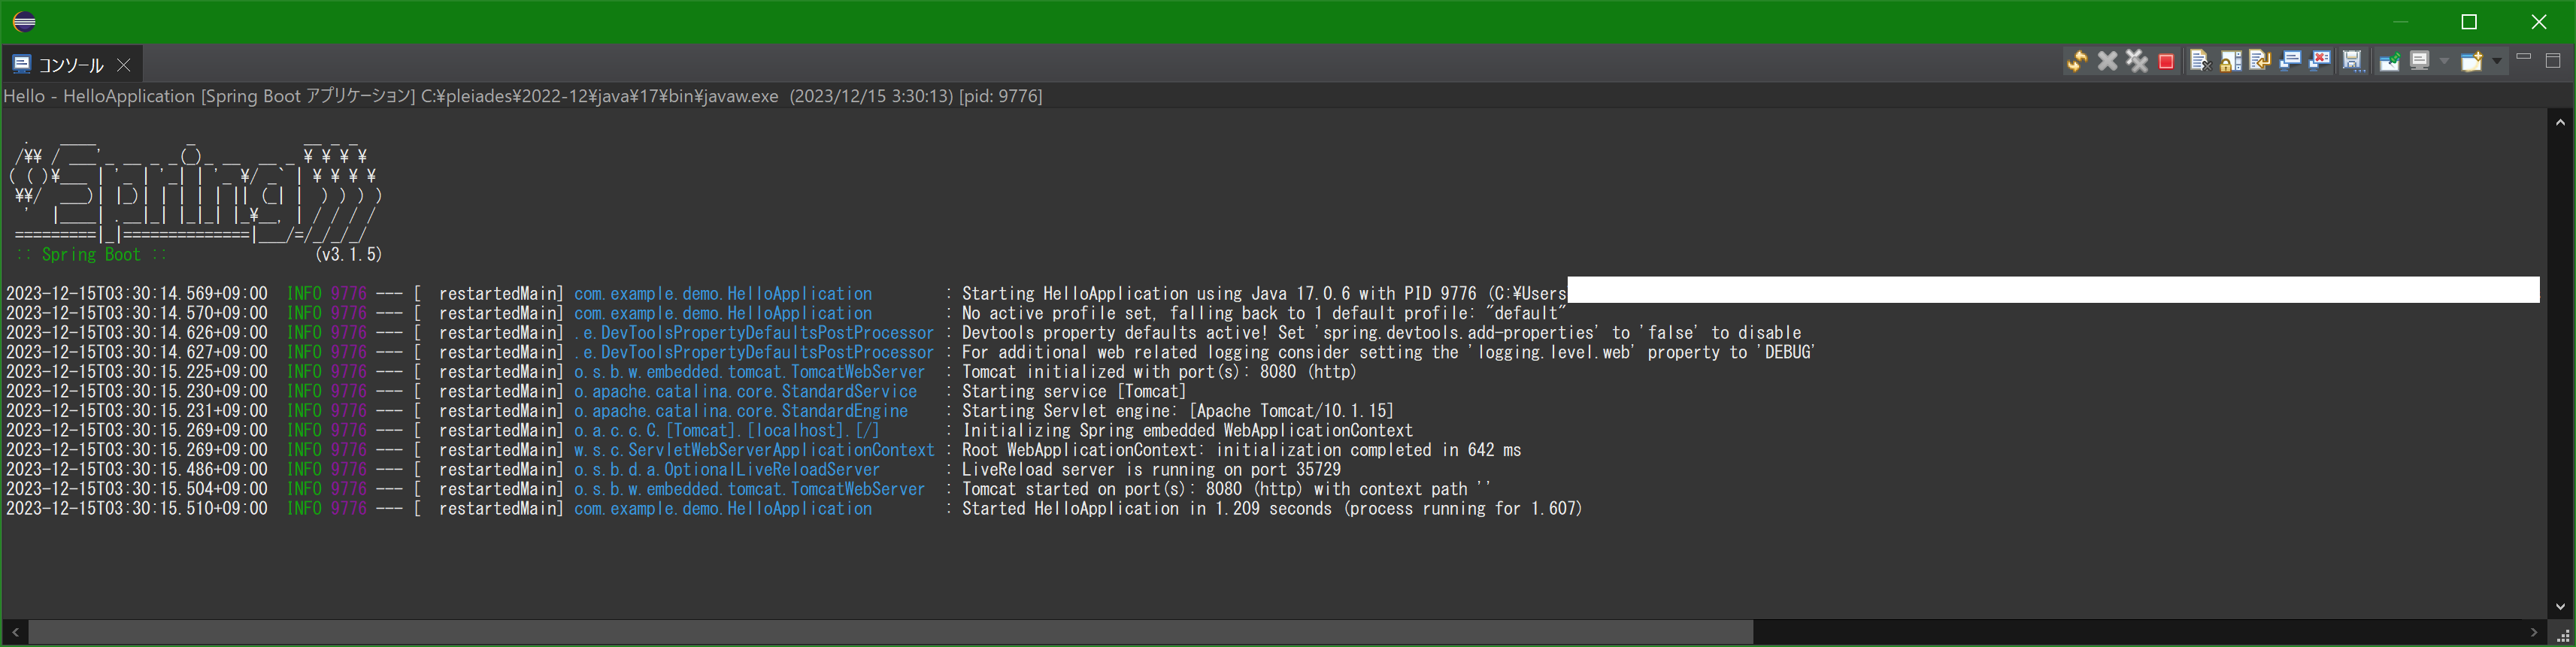 コンソール
Hello - HelloApplication [Spring Boot アプリケーション] C:¥pleiades¥2022-12¥java¥17¥bin¥javaw.exe  (2023/12/15 3:30:13) [pid: 9776]
  .   ____          _            __ _ _
 /¥¥ / ___'_ __ _ _(_)_ __  __ _ ¥ ¥ ¥ ¥
( ( )¥___ | '_ | '_| | '_ ¥/ _` | ¥ ¥ ¥ ¥
 ¥¥/  ___)| |_)| | | | | || (_| |  ) ) ) )
  '  |____| .__|_| |_|_| |_¥__, | / / / /
 =========|_|==============|___/=/_/_/_/
 :: Spring Boot ::                (v3.1.5)
2023-12-15T03:30:14.569+09:00  INFO 9776 --- [  restartedMain] com.example.demo.HelloApplication        : Starting HelloApplication using Java 17.0.6 with PID 9776 (C:¥Users
2023-12-15T03:30:14.570+09:00  INFO 9776 --- [  restartedMain] com.example.demo.HelloApplication        : No active profile set, falling back to 1 default profile: "default"
2023-12-15T03:30:14.626+09:00  INFO 9776 --- [  restartedMain] .e.DevToolsPropertyDefaultsPostProcessor : Devtools property defaults active! Set 'spring.devtools.add-properties' to 'false' to disable
2023-12-15T03:30:14.627+09:00  INFO 9776 --- [  restartedMain] .e.DevToolsPropertyDefaultsPostProcessor : For additional web related logging consider setting the 'logging.level.web' property to 'DEBUG'
2023-12-15T03:30:15.225+09:00  INFO 9776 --- [  restartedMain] o.s.b.w.embedded.tomcat.TomcatWebServer  : Tomcat initialized with port(s): 8080 (http)
2023-12-15T03:30:15.230+09:00  INFO 9776 --- [  restartedMain] o.apache.catalina.core.StandardService   : Starting service [Tomcat]
2023-12-15T03:30:15.231+09:00  INFO 9776 --- [  restartedMain] o.apache.catalina.core.StandardEngine    : Starting Servlet engine: [Apache Tomcat/10.1.15]
2023-12-15T03:30:15.269+09:00  INFO 9776 --- [  restartedMain] o.a.c.c.C.[Tomcat].[localhost].[/]       : Initializing Spring embedded WebApplicationContext
2023-12-15T03:30:15.269+09:00  INFO 9776 --- [  restartedMain] w.s.c.ServletWebServerApplicationContext : Root WebApplicationContext: initialization completed in 642 ms
2023-12-15T03:30:15.486+09:00  INFO 9776 --- [  restartedMain] o.s.b.d.a.OptionalLiveReloadServer       : LiveReload server is running on port 35729
2023-12-15T03:30:15.504+09:00  INFO 9776 --- [  restartedMain] o.s.b.w.embedded.tomcat.TomcatWebServer  : Tomcat started on port(s): 8080 (http) with context path ''
2023-12-15T03:30:15.510+09:00  INFO 9776 --- [  restartedMain] com.example.demo.HelloApplication        : Started HelloApplication in 1.209 seconds (process running for 1.607)